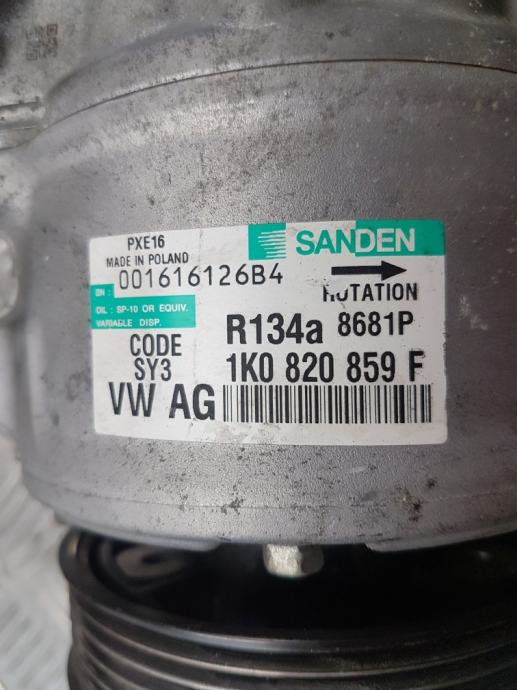 PXE16
MADE IN POLAND
SANDEN
SN: 001616126B4
ROTATION
OIL: SP-10 OR EQUIV.
VARIABLE DISP.
R134a 8681P
CODE
SY3
1K0 820 859 F
VW AG